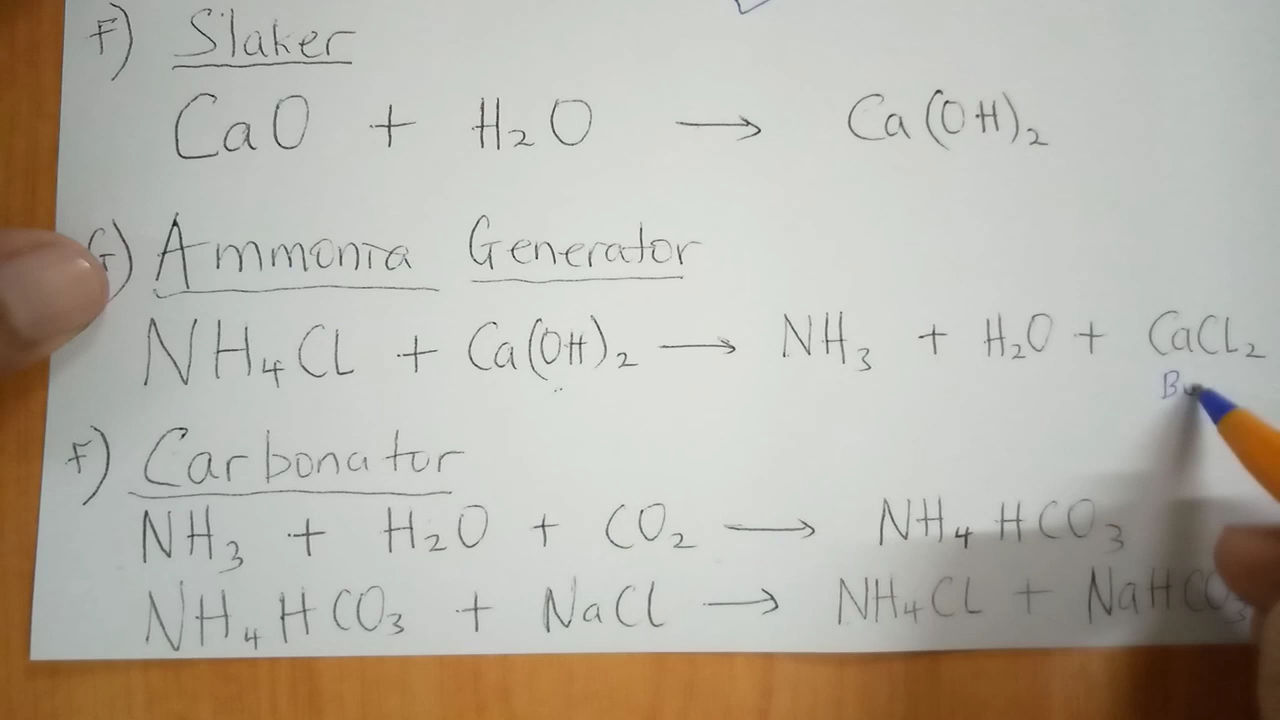 F) Slaker
CaO + H₂O → Ca(OH)₂
G) Ammonia Generator
NH₄Cl + Ca(OH)₂ → NH₃ + H₂O + CaCl₂
F) Carbonator
NH₃ + H₂O + CO₂ → NH₄HCO₃
NH₄HCO₃ + NaCl → NH₄Cl + NaHCO₃